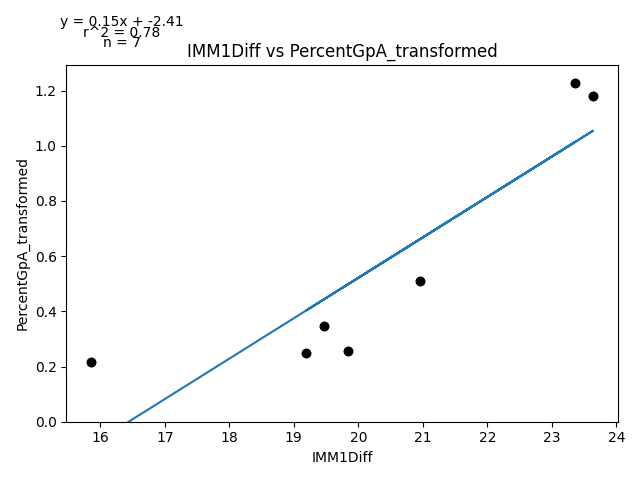 y = 0.15x + -2.41
r^2 = 0.78
n = 7
IMM1Diff vs PercentGpA_transformed
PercentGpA_transformed
1.2
1.0
0.8
0.6
0.4
0.2
0.0
16 17 18 19 20 21 22 23 24
IMM1Diff